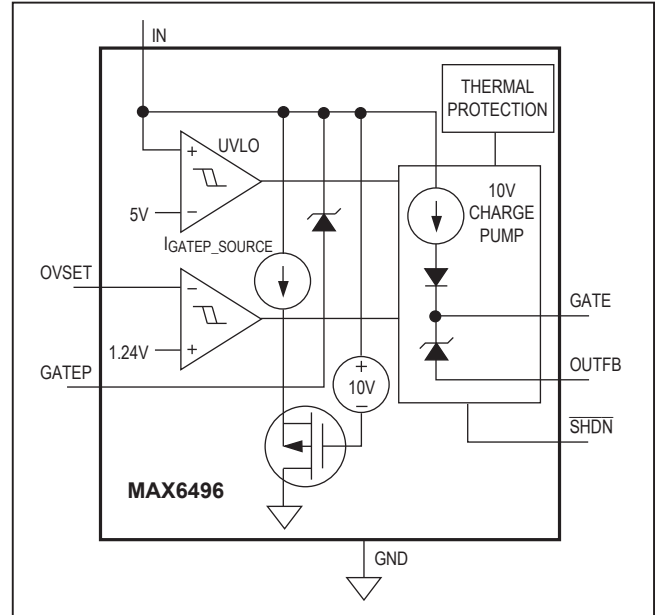 IN
THERMAL
PROTECTION
+
UVLO
−
5V
10V
CHARGE
PUMP
IGATEP_SOURCE
OVSET
−
GATE
1.24V
+
OUTFB
GATEP
+
10V
−
SHDN
MAX6496
GND